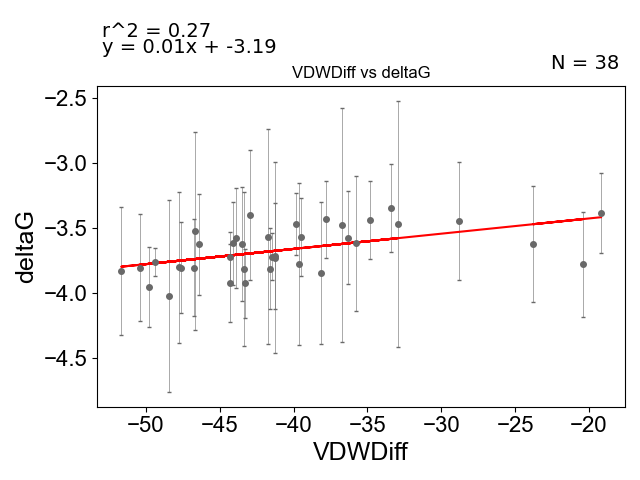 r^2 = 0.27
y = 0.01x + -3.19
N = 38
VDWDiff vs deltaG
−2.5
−3.0
−3.5
−4.0
−4.5
deltaG
−50
−45
−40
−35
−30
−25
−20
VDWDiff